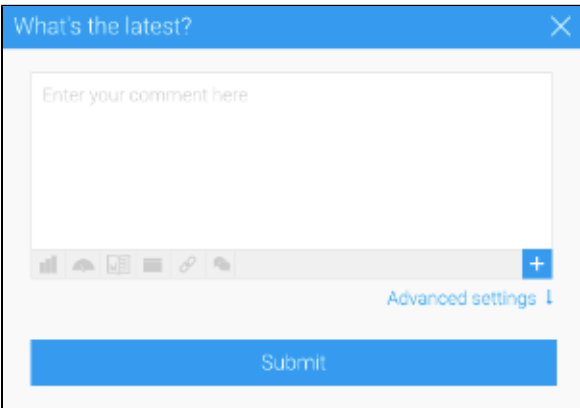 What's the latest?
Enter your comment here
Advanced settings
Submit